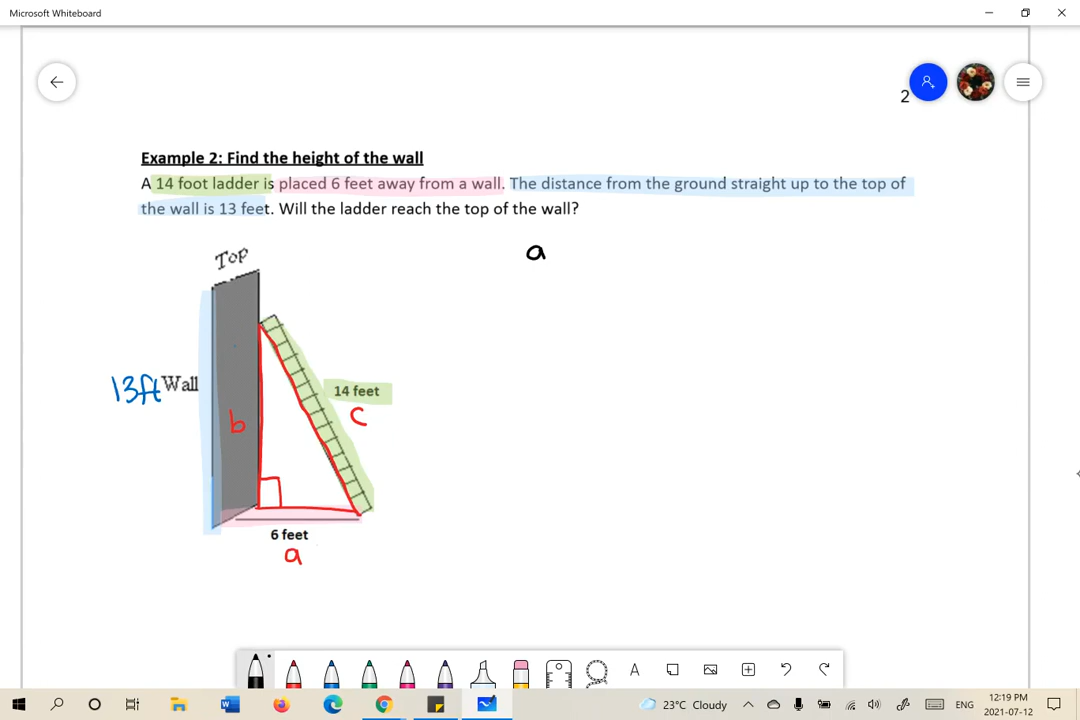 Microsoft Whiteboard
2
Example 2: Find the height of the wall
A 14 foot ladder is placed 6 feet away from a wall. The distance from the ground straight up to the top of
the wall is 13 feet. Will the ladder reach the top of the wall?
a
Top
13ft Wall
14 feet
b
c
6 feet
a
A
23°C Cloudy
ENG
12:19 PM
2021-07-12